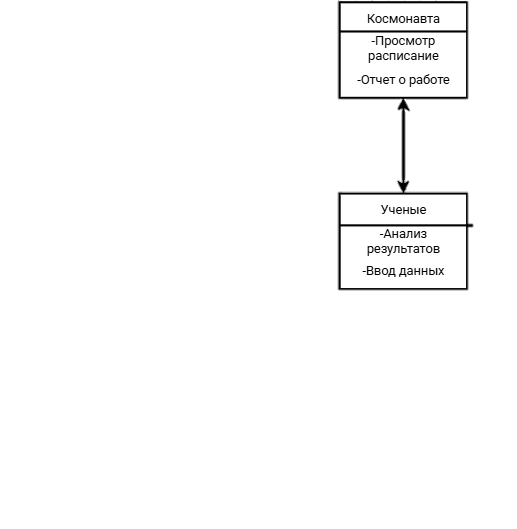 Космонавта
-Просмотр
расписание
-Отчет о работе
Ученые
-Анализ
результатов
-Ввод данных